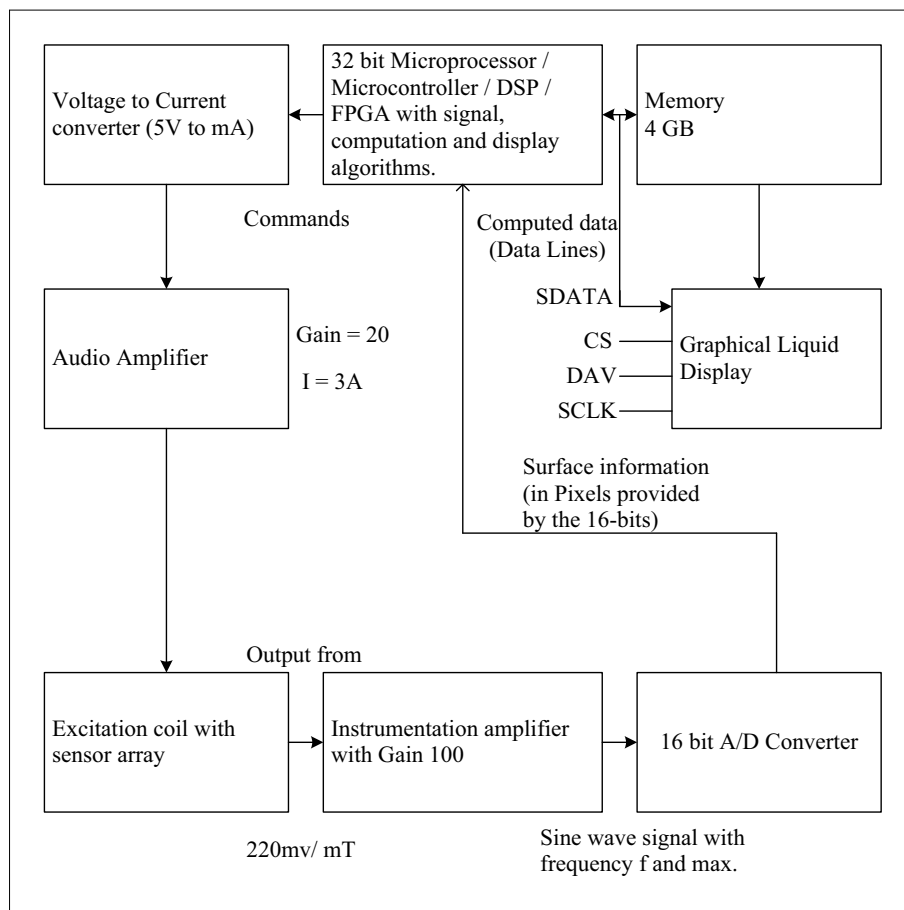 Voltage to Current
converter (5V to mA)
32 bit Microprocessor /
Microcontroller / DSP /
FPGA with signal,
computation and display
algorithms.
Memory
4 GB
Commands
Computed data
(Data Lines)
Audio Amplifier
Gain = 20
I = 3A
SDATA
CS
DAV
SCLK
Graphical Liquid
Display
Surface information
(in Pixels provided
by the 16-bits)
Output from
Excitation coil with
sensor array
Instrumentation amplifier
with Gain 100
16 bit A/D Converter
220mv/ mT
Sine wave signal with
frequency f and max.